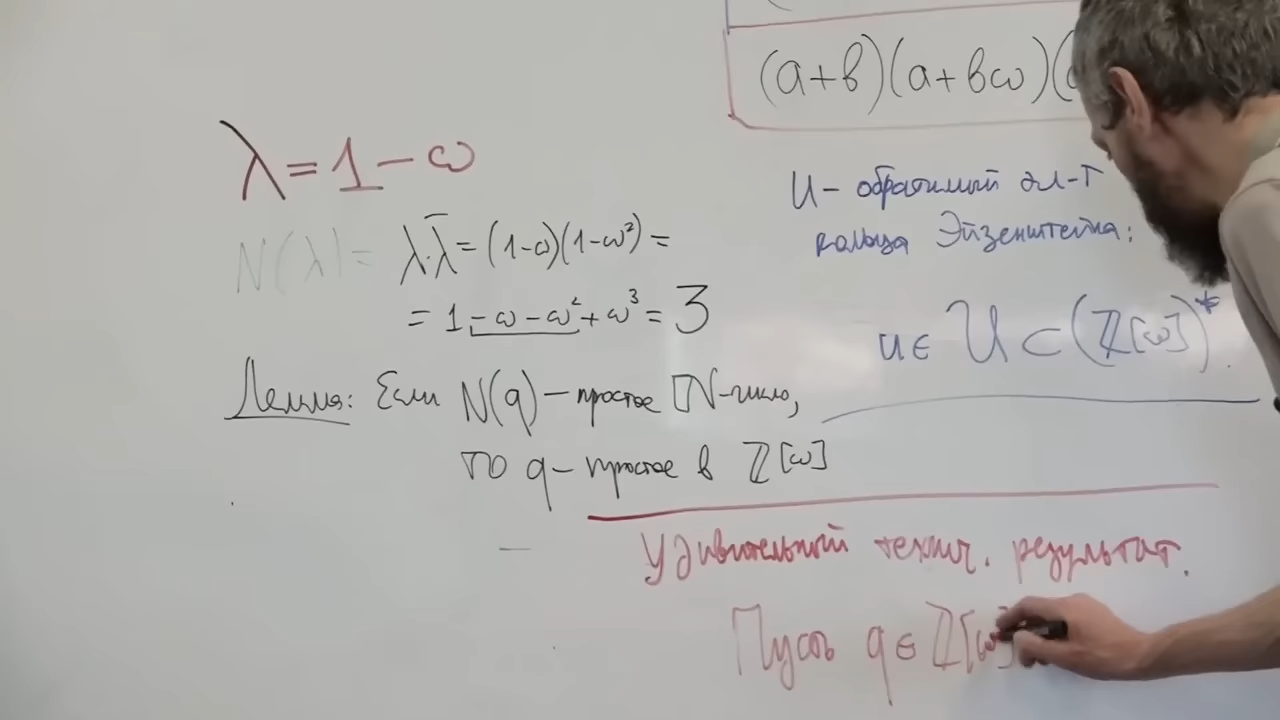 (a+b)(a+bω)(
λ = 1 - ω
N(λ) = λ·λ̄ = (1-ω)(1-ω²) =
= 1 - ω - ω² + ω³ = 3
Лемма: Если N(q) - простое ℕ-число,
то q - простое в ℤ[ω]
u - обратимый эл-т
кольца Эйзенштейна:
u ∈ U ⊂ (ℤ[ω])*.
Удивительный технич. результат.
Пусть q ∈ ℤ[ω]